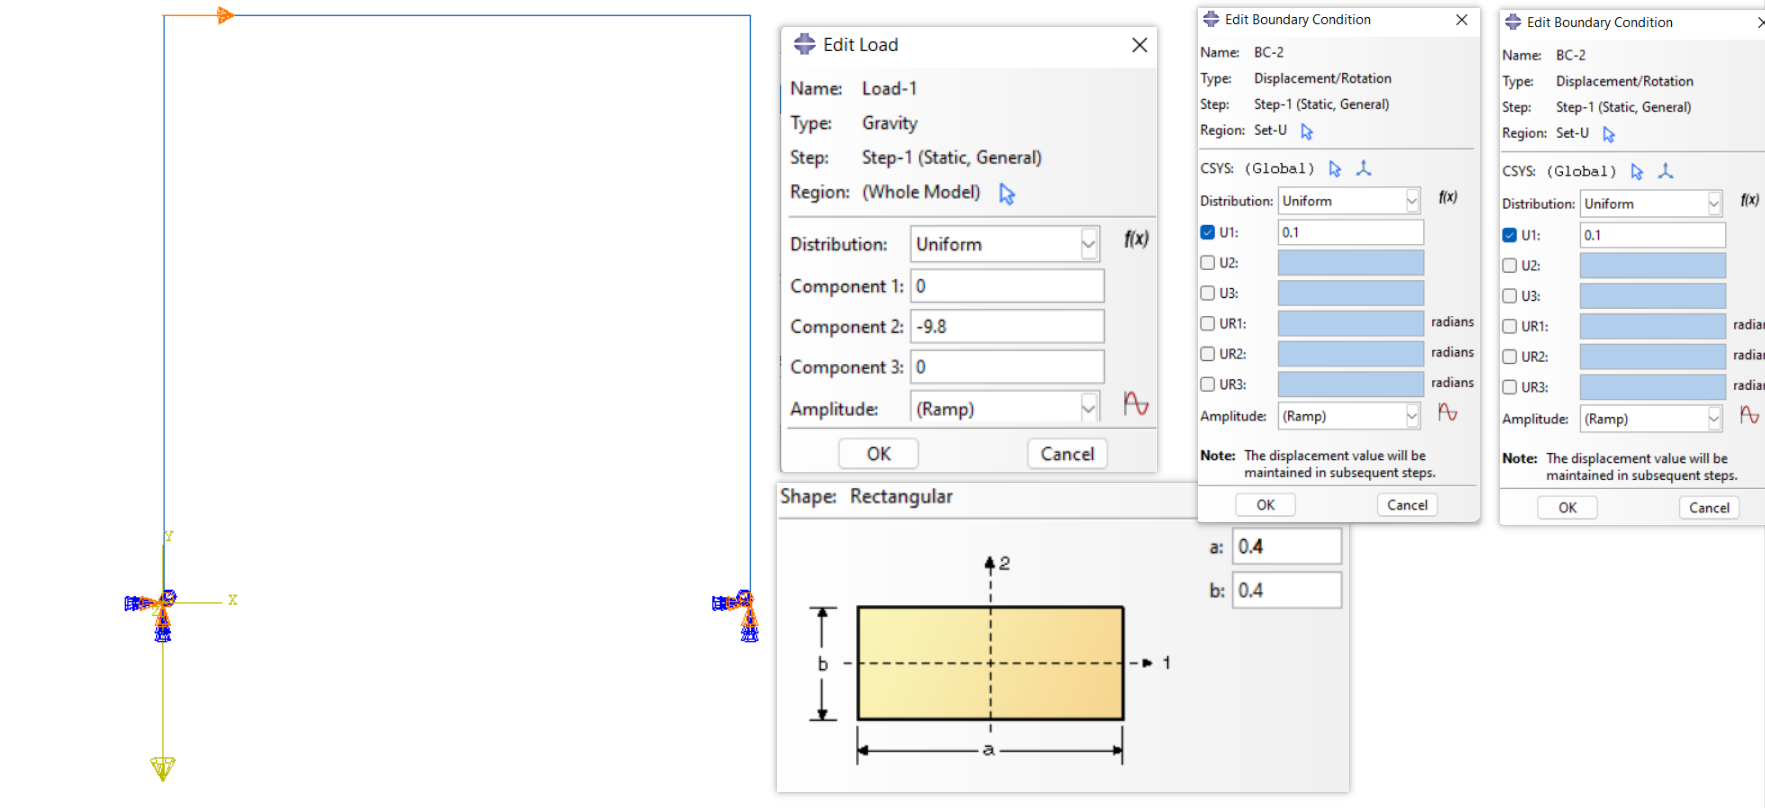 Y
X
Z
Edit Load
Name: Load-1
Type: Gravity
Step: Step-1 (Static, General)
Region: (Whole Model)
Distribution: Uniform f(x)
Component 1: 0
Component 2: -9.8
Component 3: 0
Amplitude: (Ramp)
OK Cancel
Shape: Rectangular
a: 0.4
b: 0.4
2
b
1
a
Edit Boundary Condition
Name: BC-2
Type: Displacement/Rotation
Step: Step-1 (Static, General)
Region: Set-U
CSYS: (Global)
Distribution: Uniform f(x)
U1: 0.1
U2:
U3:
UR1: radians
UR2: radians
UR3: radians
Amplitude: (Ramp)
Note: The displacement value will be
maintained in subsequent steps.
OK Cancel
Edit Boundary Condition
Name: BC-2
Type: Displacement/Rotation
Step: Step-1 (Static, General)
Region: Set-U
CSYS: (Global)
Distribution: Uniform f(x)
U1: 0.1
U2:
U3:
UR1: radia
UR2: radia
UR3: radia
Amplitude: (Ramp)
Note: The displacement value will be
maintained in subsequent steps.
OK Cancel